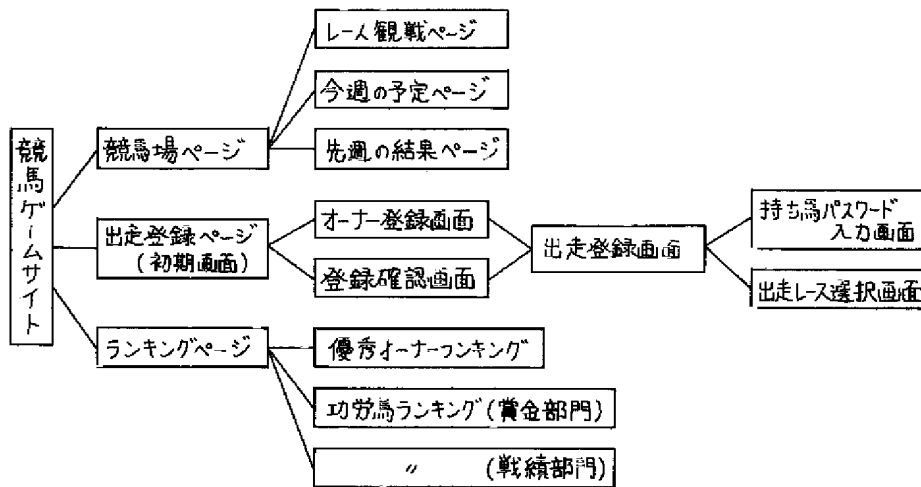 競馬ゲームサイト
競馬場ページ
レース観戦ページ
今週の予定ページ
先週の結果ページ
出走登録ページ
(初期画面)
オーナー登録画面
登録確認画面
出走登録画面
持ち馬パスワード
入力画面
出走レース選択画面
ランキングページ
優秀オーナーランキング
功労馬ランキング(賞金部門)
〃 (戦績部門)